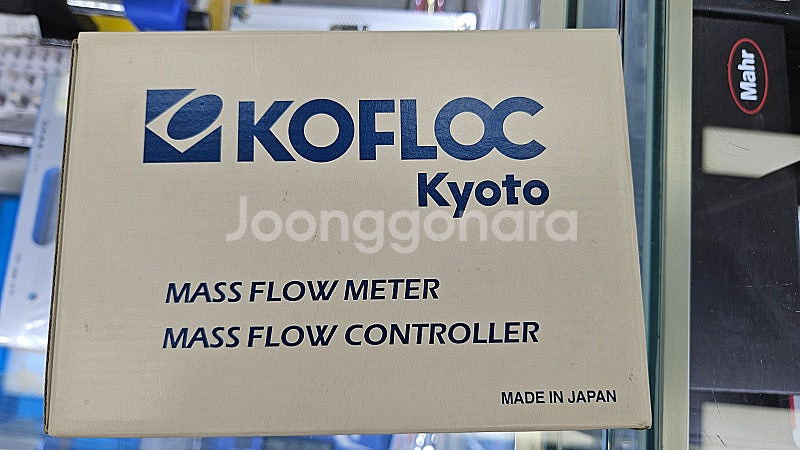 KOFLOC
Kyoto
Joonggonara
MASS FLOW METER
MASS FLOW CONTROLLER
MADE IN JAPAN
Mahr